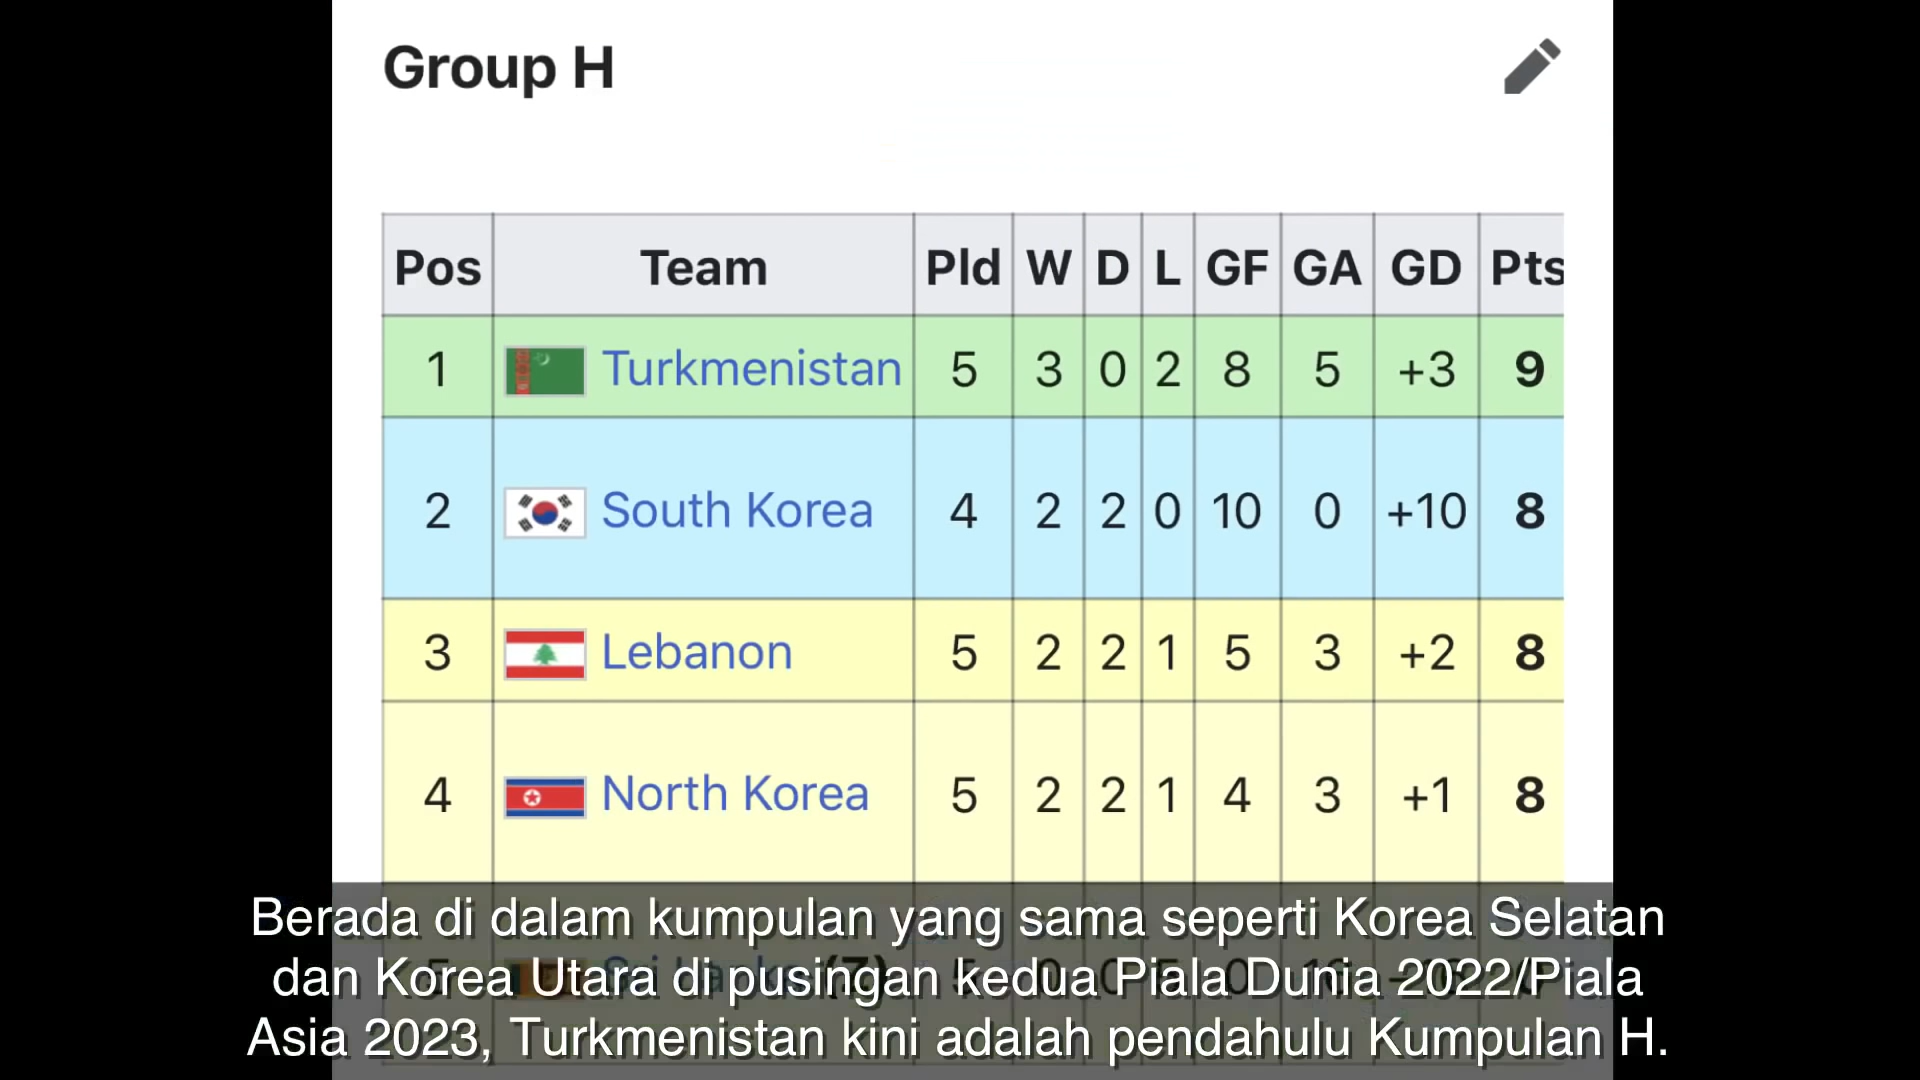 Group H
Pos Team Pld W D L GF GA GD Pts
1 Turkmenistan 5 3 0 2 8 5 +3 9
2 South Korea 4 2 2 0 10 0 +10 8
3 Lebanon 5 2 2 1 5 3 +2 8
4 North Korea 5 2 2 1 4 3 +1 8
Berada di dalam kumpulan yang sama seperti Korea Selatan
dan Korea Utara di pusingan kedua Piala Dunia 2022/Piala
Asia 2023, Turkmenistan kini adalah pendahulu Kumpulan H.